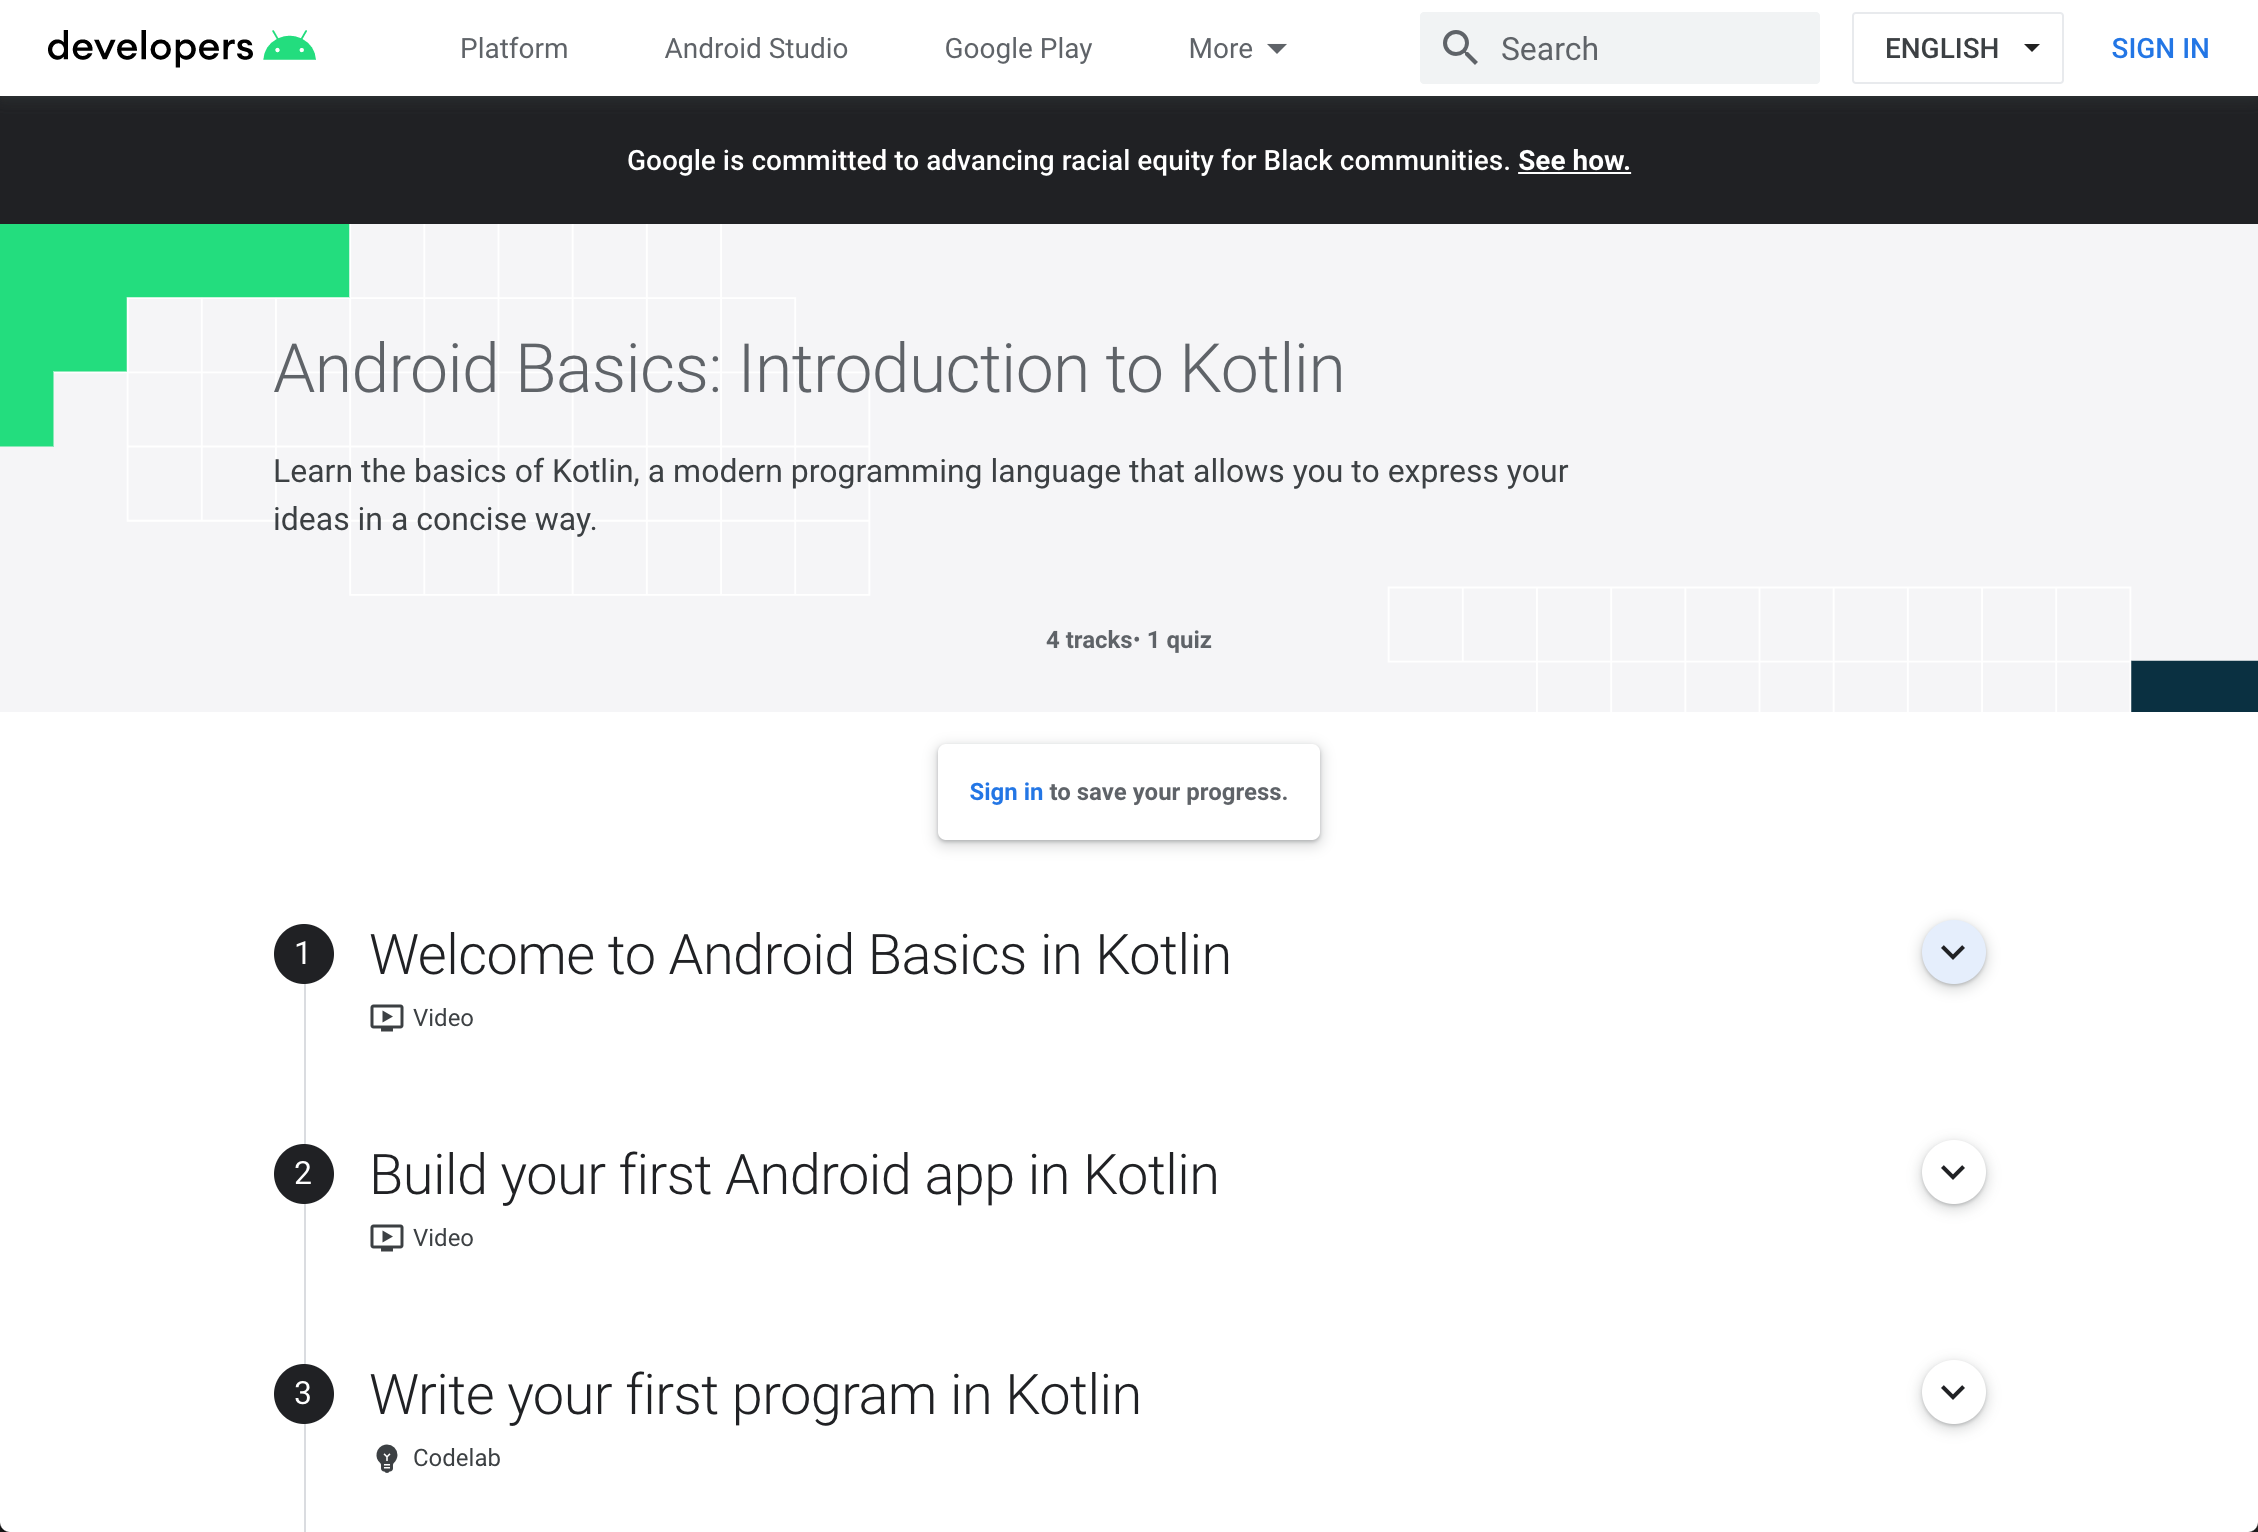 developers
Platform
Android Studio
Google Play
More
Search
ENGLISH
SIGN IN
Google is committed to advancing racial equity for Black communities. See how.
Android Basics: Introduction to Kotlin
Learn the basics of Kotlin, a modern programming language that allows you to express your
ideas in a concise way.
4 tracks• 1 quiz
Sign in to save your progress.
1
Welcome to Android Basics in Kotlin
Video
2
Build your first Android app in Kotlin
Video
3
Write your first program in Kotlin
Codelab